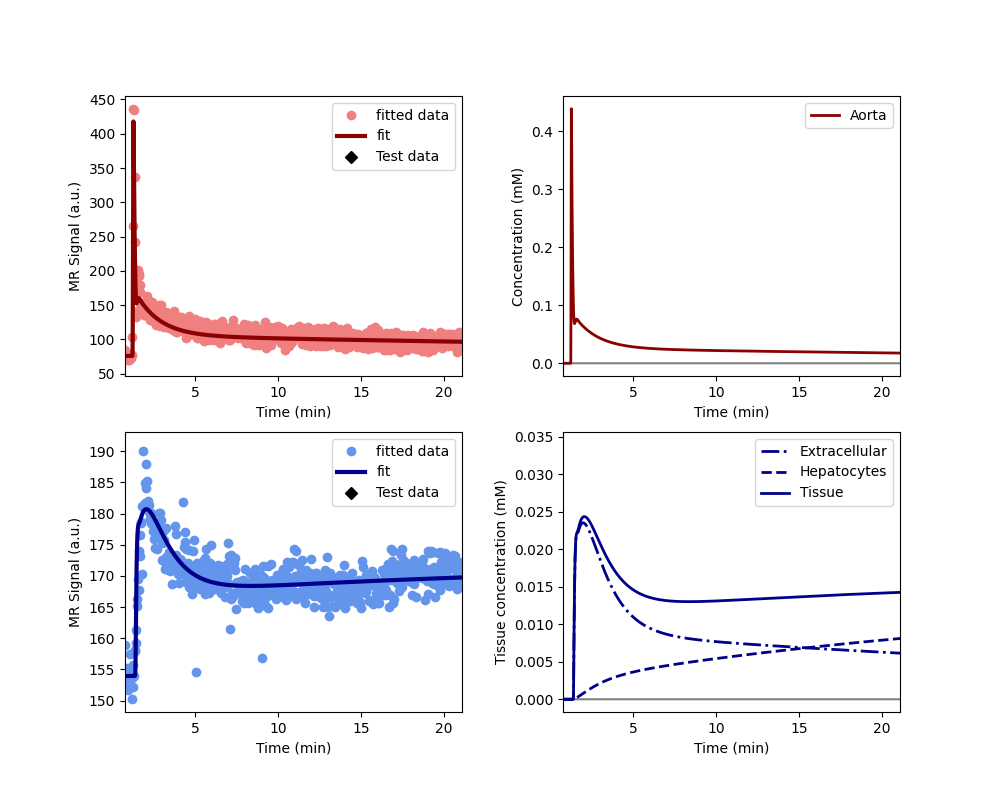 450
400
350
300
250
200
150
100
50
MR Signal (a.u.)
fitted data
fit
Test data
5
10
15
20
Time (min)
0.4
0.3
0.2
0.1
0.0
Concentration (mM)
Aorta
5
10
15
20
Time (min)
190
185
180
175
170
165
160
155
150
MR Signal (a.u.)
fitted data
fit
Test data
5
10
15
20
Time (min)
0.035
0.030
0.025
0.020
0.015
0.010
0.005
0.000
Tissue concentration (mM)
Extracellular
Hepatocytes
Tissue
5
10
15
20
Time (min)